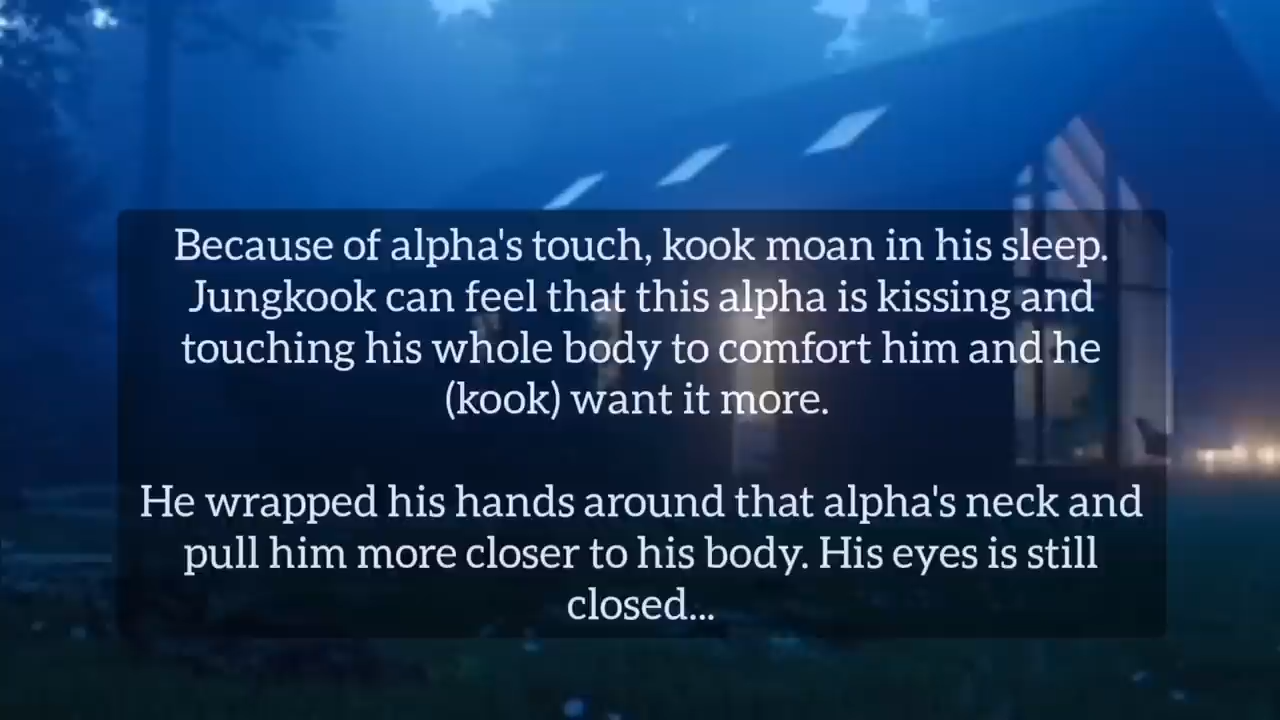 Because of alpha's touch, kook moan in his sleep.
Jungkook can feel that this alpha is kissing and
touching his whole body to comfort him and he
(kook) want it more.
He wrapped his hands around that alpha's neck and
pull him more closer to his body. His eyes is still
closed...